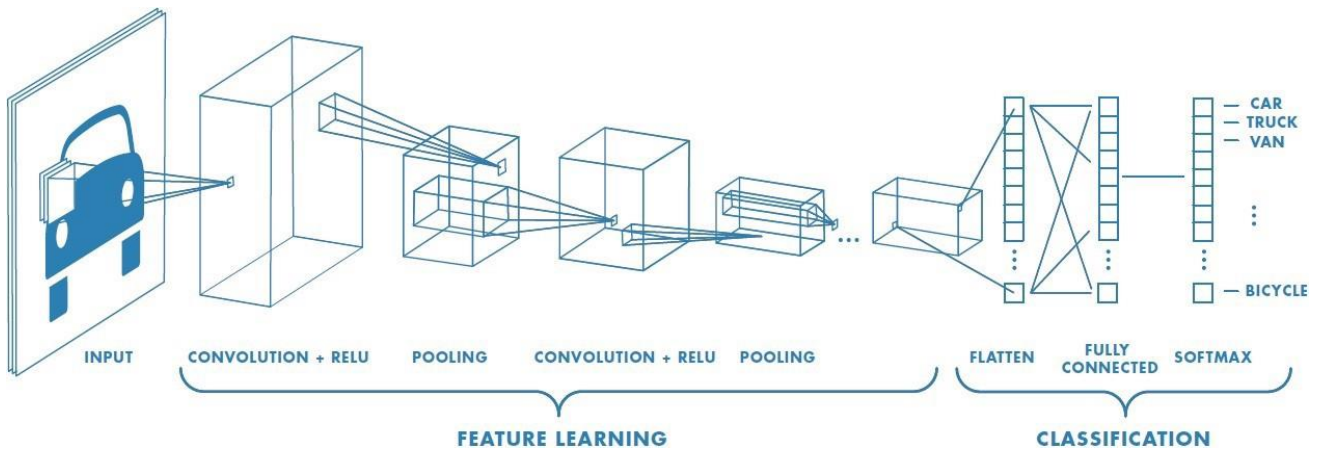 CAR
TRUCK
VAN
BICYCLE
INPUT
CONVOLUTION + RELU
POOLING
CONVOLUTION + RELU
POOLING
FLATTEN
FULLY
CONNECTED
SOFTMAX
FEATURE LEARNING
CLASSIFICATION